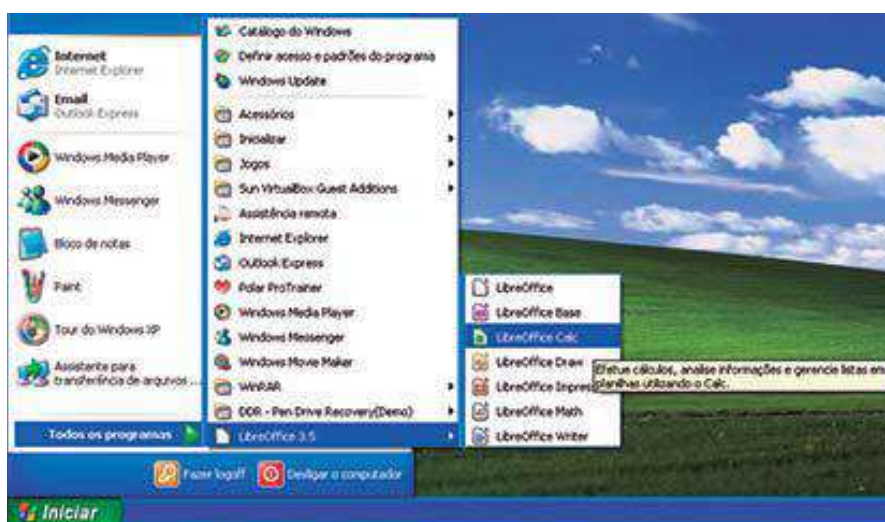 Internet
Internet Explorer
Email
Outlook Express
Windows Media Player
Windows Messenger
Bloco de notas
Paint
Tour do Windows XP
Assistente para
transferência de arquivos ...
Todos os programas
Catálogo do Windows
Definir acesso e padrões do programa
Windows Update
Acessórios
Inicializar
Jogos
Sun VirtualBox Guest Additions
Assistência remota
Internet Explorer
Outlook Express
Polar ProTrainer
Windows Media Player
Windows Messenger
Windows Movie Maker
WinRAR
DDR - Pen Drive Recovery(Demo)
LibreOffice 3.5
LibreOffice
LibreOffice Base
LibreOffice Calc
LibreOffice Draw
LibreOffice Impres
LibreOffice Math
LibreOffice Writer
Efetue cálculos, analise informações e gerencie listas em
planilhas utilizando o Calc.
Fazer logoff
Desligar o computador
Iniciar